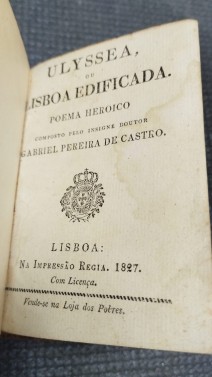 ULYSSEA,
OU
LISBOA EDIFICADA.
POEMA HEROICO
COMPOSTO PELO INSIGNE DOUTOR
GABRIEL PEREIRA DE CASTRO.
LISBOA:
NA IMPRESSÃO REGIA. 1827.
Com Licença.
Vende-se na Loja dos Pobres.